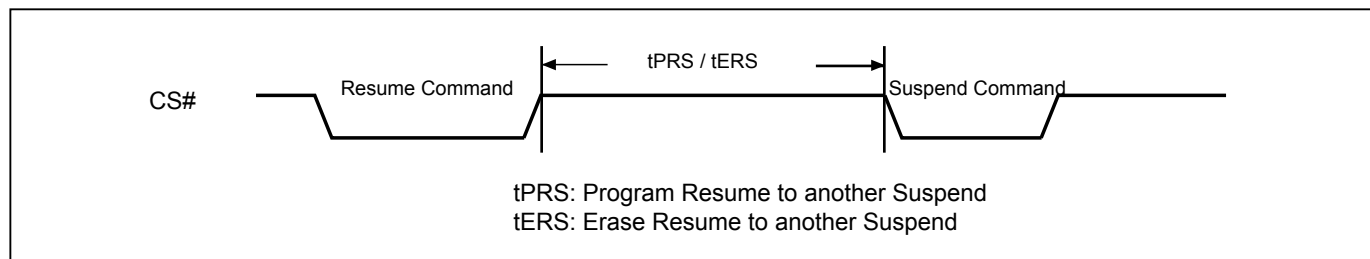 tPRS / tERS
Resume Command
Suspend Command
CS#
tPRS: Program Resume to another Suspend
tERS: Erase Resume to another Suspend